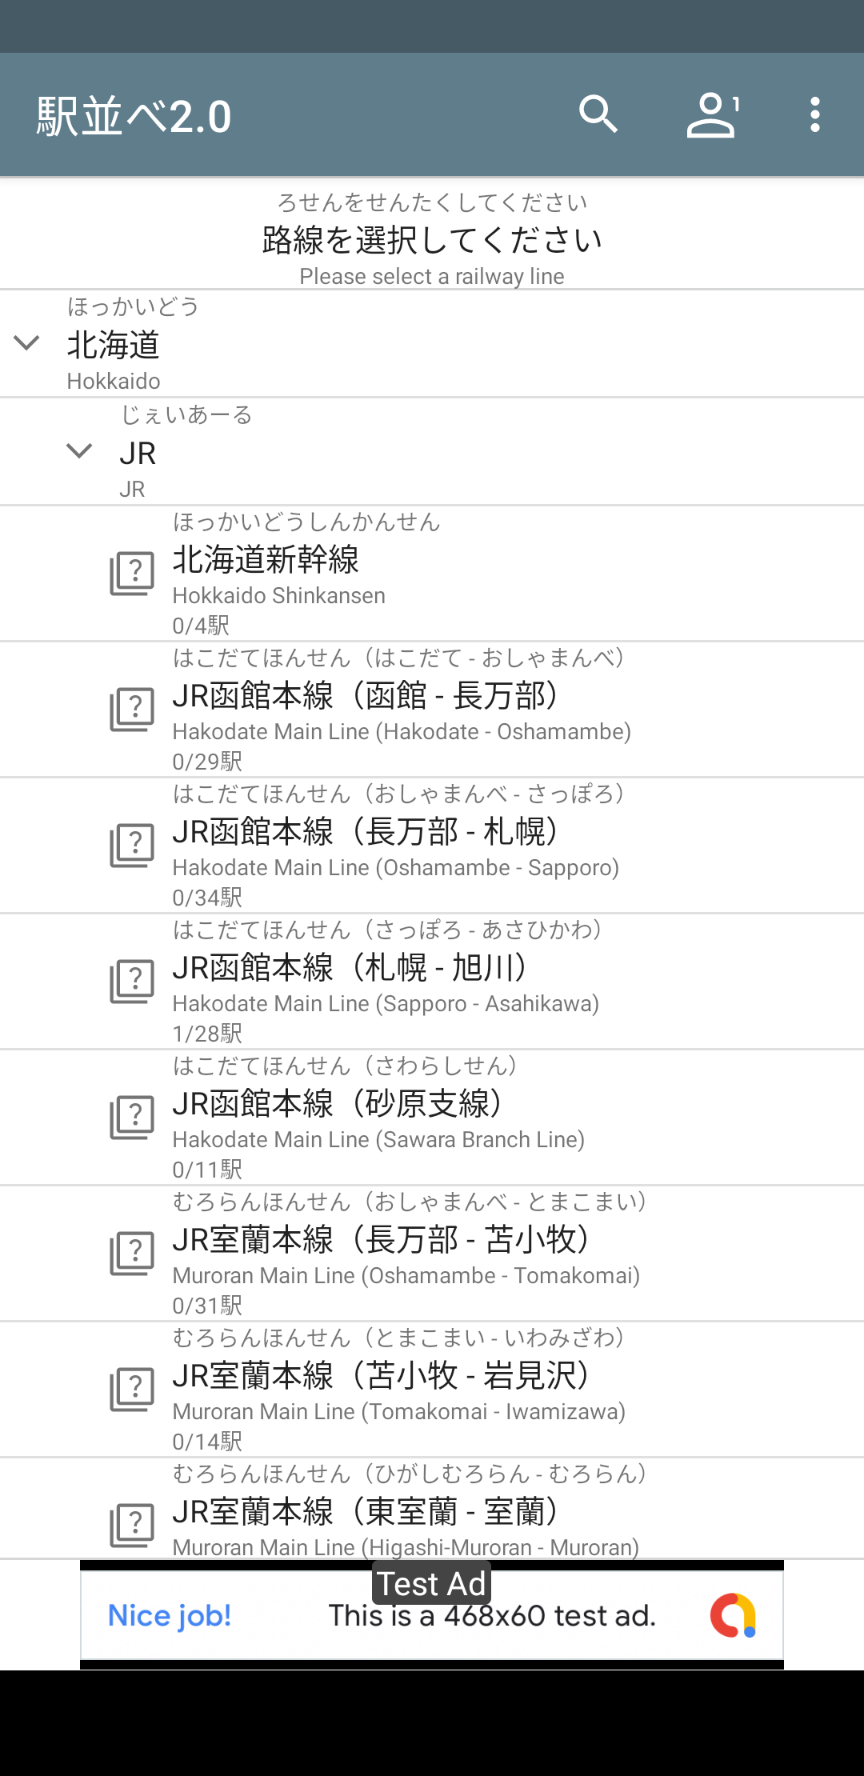 駅並べ2.0
1
ろせんをせんたくしてください
路線を選択してください
Please select a railway line
ほっかいどう
北海道
Hokkaido
じぇいあーる
JR
JR
ほっかいどうしんかんせん
北海道新幹線
Hokkaido Shinkansen
0/4駅
はこだてほんせん（はこだて - おしゃまんべ）
JR函館本線（函館 - 長万部）
Hakodate Main Line (Hakodate - Oshamambe)
0/29駅
はこだてほんせん（おしゃまんべ - さっぽろ）
JR函館本線（長万部 - 札幌）
Hakodate Main Line (Oshamambe - Sapporo)
0/34駅
はこだてほんせん（さっぽろ - あさひかわ）
JR函館本線（札幌 - 旭川）
Hakodate Main Line (Sapporo - Asahikawa)
1/28駅
はこだてほんせん（さわらしせん）
JR函館本線（砂原支線）
Hakodate Main Line (Sawara Branch Line)
0/11駅
むろらんほんせん（おしゃまんべ - とまこまい）
JR室蘭本線（長万部 - 苫小牧）
Muroran Main Line (Oshamambe - Tomakomai)
0/31駅
むろらんほんせん（とまこまい - いわみざわ）
JR室蘭本線（苫小牧 - 岩見沢）
Muroran Main Line (Tomakomai - Iwamizawa)
0/14駅
むろらんほんせん（ひがしむろらん - むろらん）
JR室蘭本線（東室蘭 - 室蘭）
Muroran Main Line (Higashi-Muroran - Muroran)
Test Ad
Nice job! This is a 468x60 test ad.